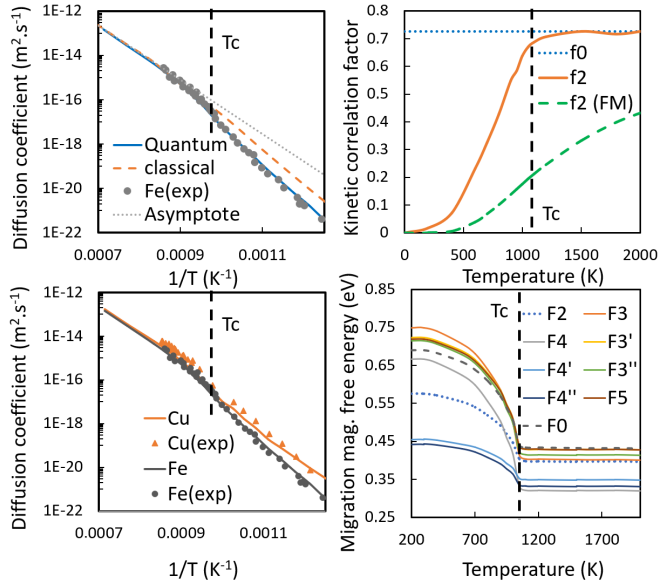 Diffusion coefficient (m².s⁻¹)
1E-12
1E-14
1E-16
1E-18
1E-20
1E-22
Tc
Quantum
classical
Fe(exp)
Asymptote
0.0007
0.0009
0.0011
1/T (K⁻¹)
Kinetic correlation factor
0.8
0.7
0.6
0.5
0.4
0.3
0.2
0.1
0
f0
f2
f2 (FM)
Tc
0
500
1000
1500
2000
Temperature (K)
Diffusion coefficient (m².s⁻¹)
1E-12
1E-14
1E-16
1E-18
1E-20
1E-22
Tc
Cu
Cu(exp)
Fe
Fe(exp)
0.0007
0.0009
0.0011
1/T (K⁻¹)
Migration mag. free energy (eV)
0.85
0.75
0.65
0.55
0.45
0.35
0.25
Tc
F2
F3
F4
F3'
F4'
F3''
F4''
F5
F0
200
700
1200
1700
Temperature (K)